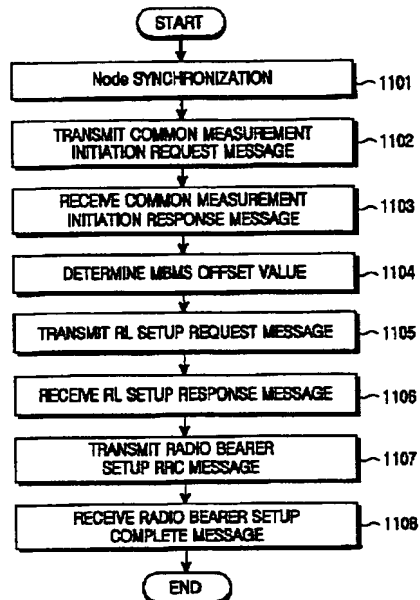 START
Node SYNCHRONIZATION
1101
TRANSMIT COMMON MEASUREMENT
INITIATION REQUEST MESSAGE
1102
RECEIVE COMMON MEASUREMENT
INITIATION RESPONSE MESSAGE
1103
DETERMINE MBMS OFFSET VALUE
1104
TRANSMIT RL SETUP REQUEST MESSAGE
1105
RECEIVE RL SETUP RESPONSE MESSAGE
1106
TRANSMIT RADIO BEARER
SETUP RRC MESSAGE
1107
RECEIVE RADIO BEARER SETUP
COMPLETE MESSAGE
1108
END